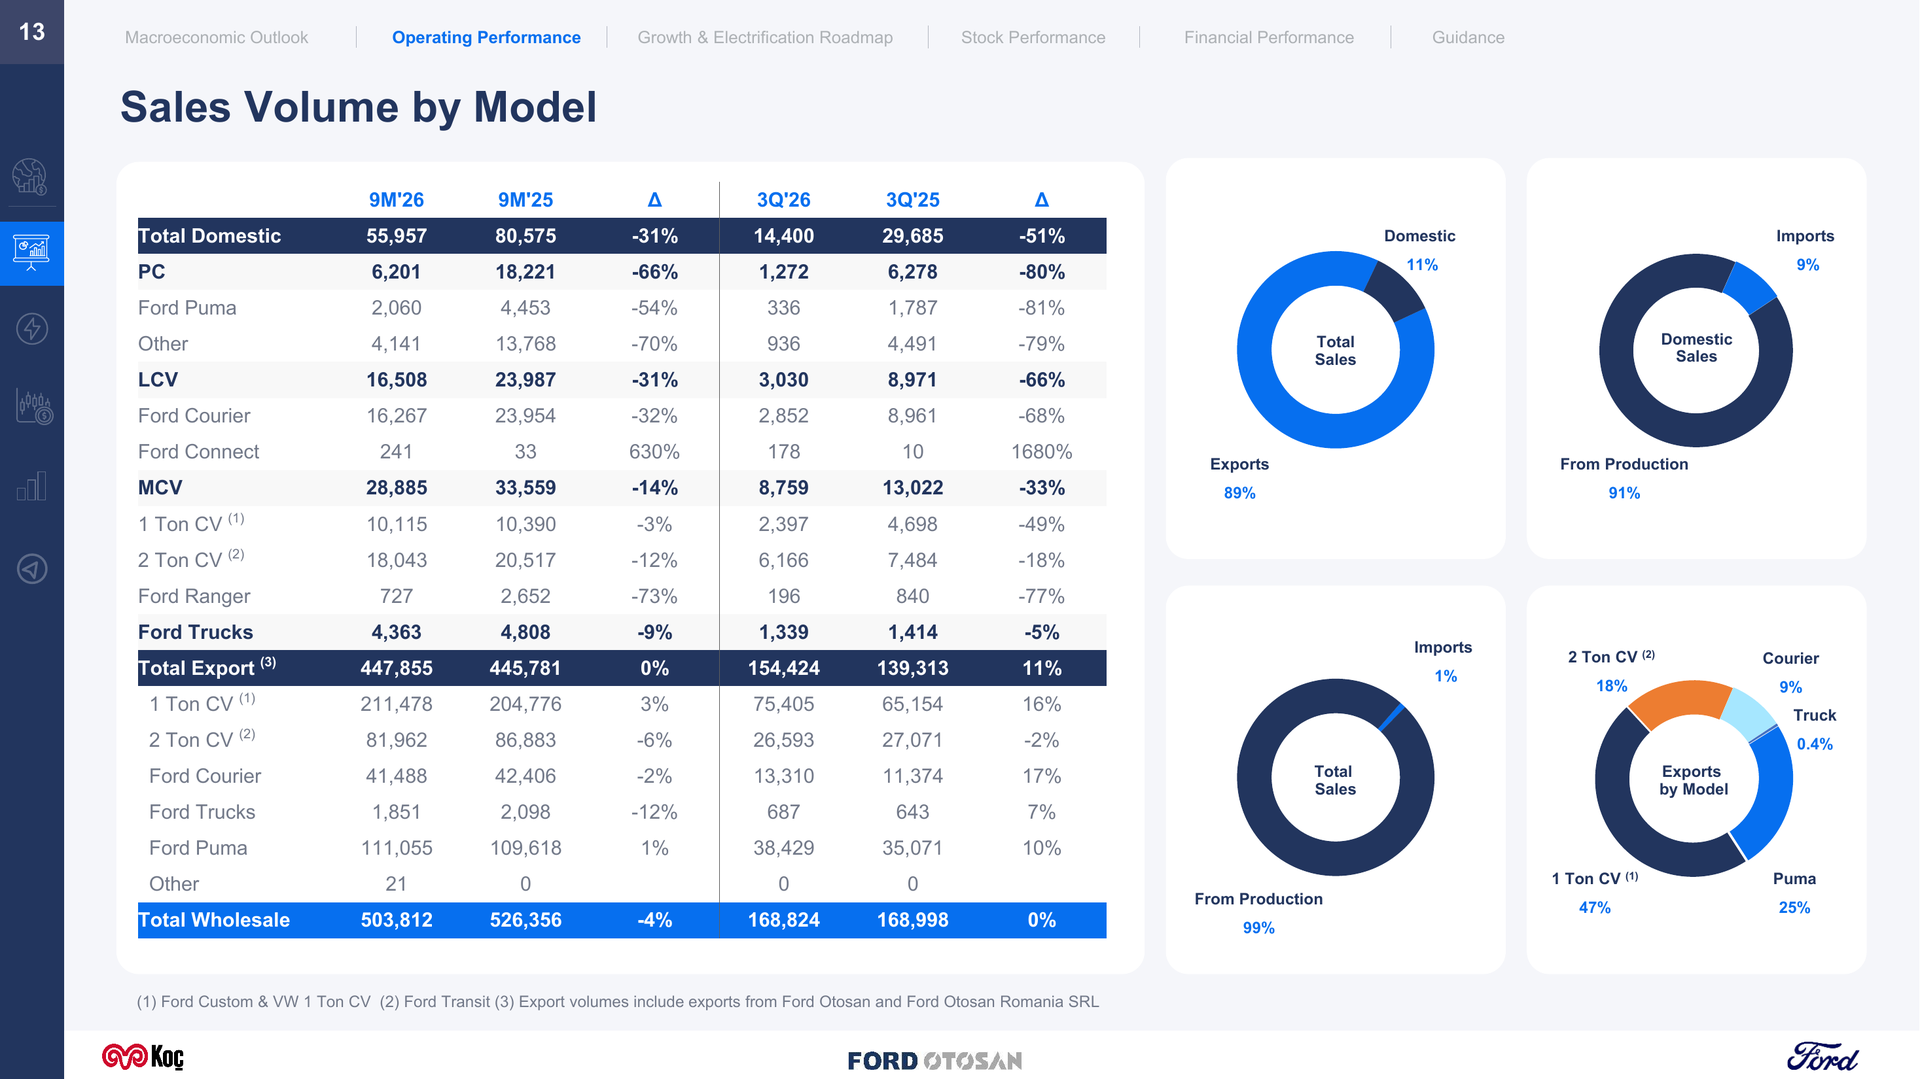 13
Macroeconomic Outlook
Operating Performance
Growth & Electrification Roadmap
Stock Performance
Financial Performance
Guidance
Sales Volume by Model
9M'26 9M'25 Δ 3Q'26 3Q'25 Δ
Total Domestic 55,957 80,575 -31% 14,400 29,685 -51%
PC 6,201 18,221 -66% 1,272 6,278 -80%
Ford Puma 2,060 4,453 -54% 336 1,787 -81%
Other 4,141 13,768 -70% 936 4,491 -79%
LCV 16,508 23,987 -31% 3,030 8,971 -66%
Ford Courier 16,267 23,954 -32% 2,852 8,961 -68%
Ford Connect 241 33 630% 178 10 1680%
MCV 28,885 33,559 -14% 8,759 13,022 -33%
1 Ton CV (1) 10,115 10,390 -3% 2,397 4,698 -49%
2 Ton CV (2) 18,043 20,517 -12% 6,166 7,484 -18%
Ford Ranger 727 2,652 -73% 196 840 -77%
Ford Trucks 4,363 4,808 -9% 1,339 1,414 -5%
Total Export (3) 447,855 445,781 0% 154,424 139,313 11%
1 Ton CV (1) 211,478 204,776 3% 75,405 65,154 16%
2 Ton CV (2) 81,962 86,883 -6% 26,593 27,071 -2%
Ford Courier 41,488 42,406 -2% 13,310 11,374 17%
Ford Trucks 1,851 2,098 -12% 687 643 7%
Ford Puma 111,055 109,618 1% 38,429 35,071 10%
Other 21 0 0 0
Total Wholesale 503,812 526,356 -4% 168,824 168,998 0%
Domestic
11%
Total
Sales
Exports
89%
Imports
9%
Domestic
Sales
From Production
91%
Imports
1%
Total
Sales
From Production
99%
2 Ton CV (2)
18%
Courier
9%
Truck
0.4%
Exports
by Model
1 Ton CV (1)
47%
Puma
25%
(1) Ford Custom & VW 1 Ton CV (2) Ford Transit (3) Export volumes include exports from Ford Otosan and Ford Otosan Romania SRL
Koç
FORD OTOSAN
Ford